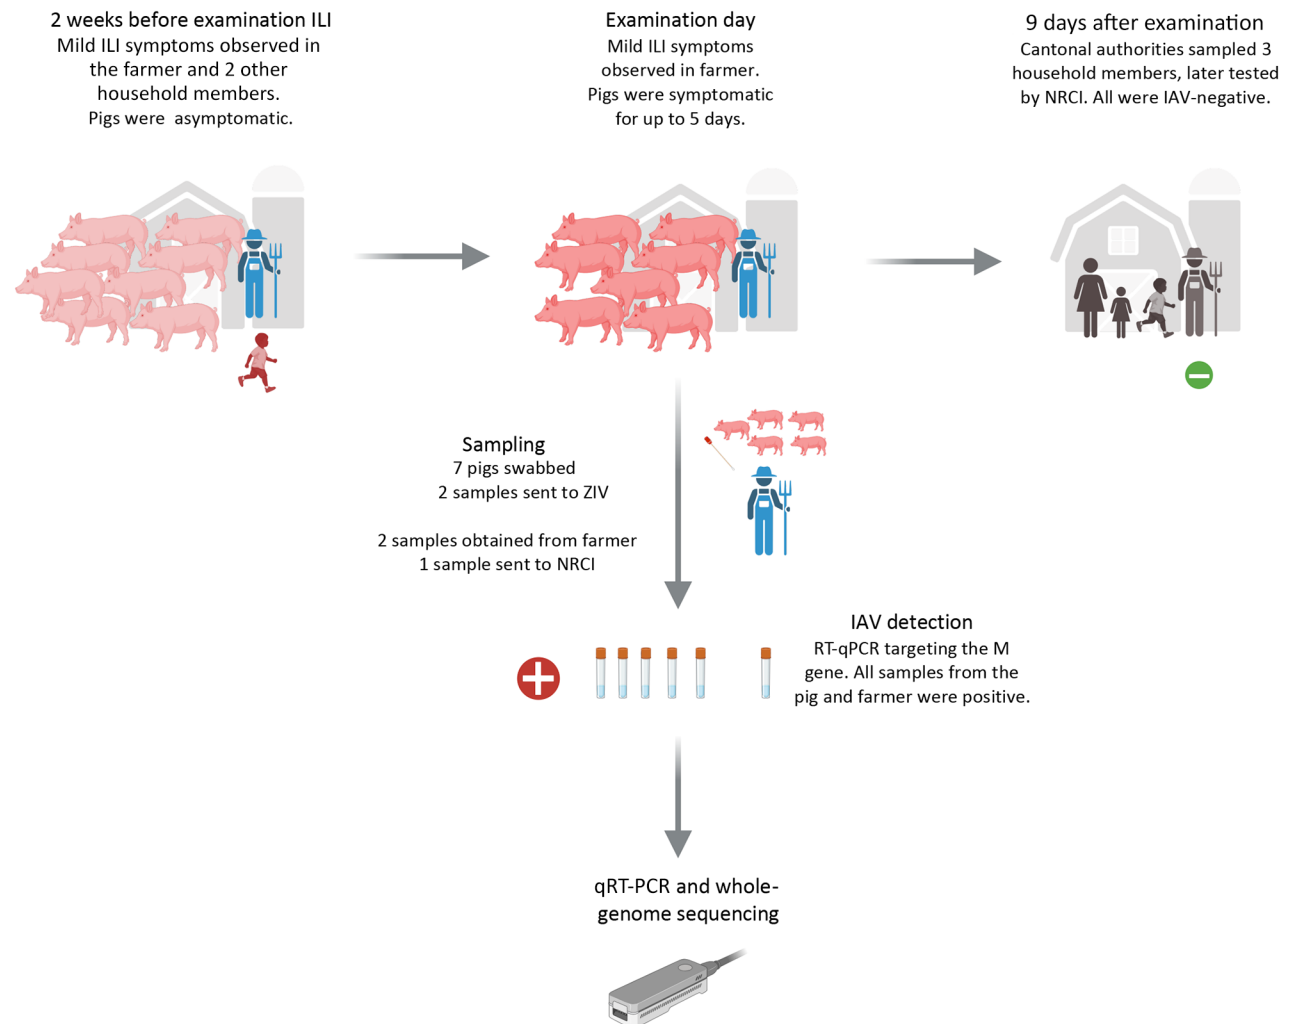 2 weeks before examination ILI
Mild ILI symptoms observed in
the farmer and 2 other
household members.
Pigs were asymptomatic.
Examination day
Mild ILI symptoms
observed in farmer.
Pigs were symptomatic
for up to 5 days.
9 days after examination
Cantonal authorities sampled 3
household members, later tested
by NRCI. All were IAV-negative.
Sampling
7 pigs swabbed
2 samples sent to ZIV
2 samples obtained from farmer
1 sample sent to NRCI
IAV detection
RT-qPCR targeting the M
gene. All samples from the
pig and farmer were positive.
qRT-PCR and whole-
genome sequencing